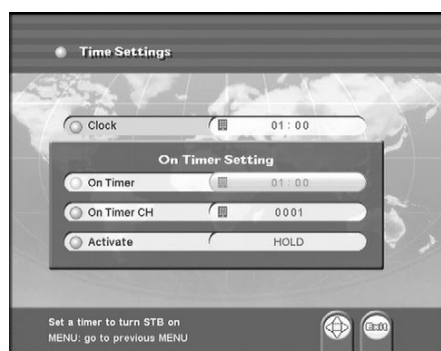 Time Settings
Clock 01 : 00
On Timer Setting
On Timer 01 : 00
On Timer CH 0001
Activate HOLD
Set a timer to turn STB on
MENU: go to previous MENU